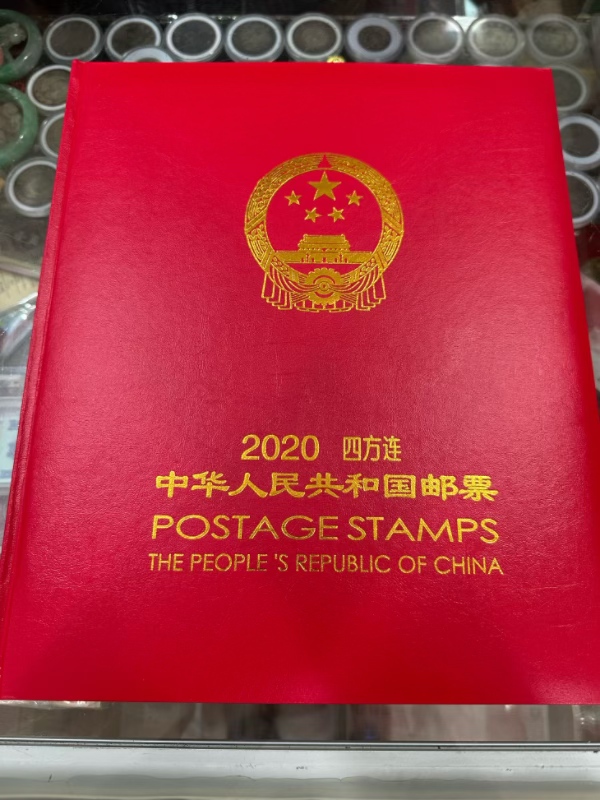 2020 四方连
中华人民共和国邮票
POSTAGE STAMPS
THE PEOPLE'S REPUBLIC OF CHINA